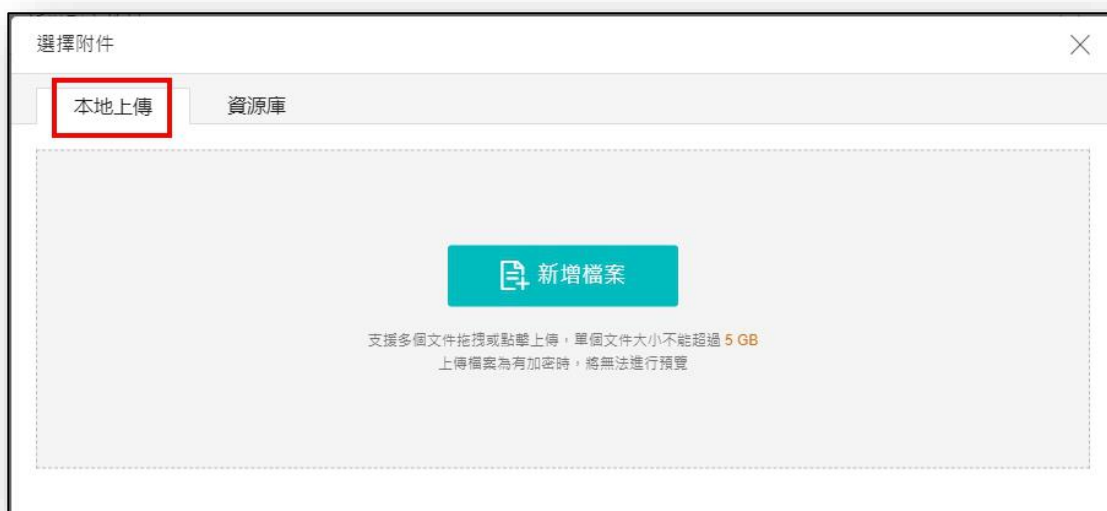 選擇附件
本地上傳
資源庫
新增檔案
支援多個文件拖拽或點擊上傳，單個文件大小不能超過 5 GB
上傳檔案為有加密時，將無法進行預覽